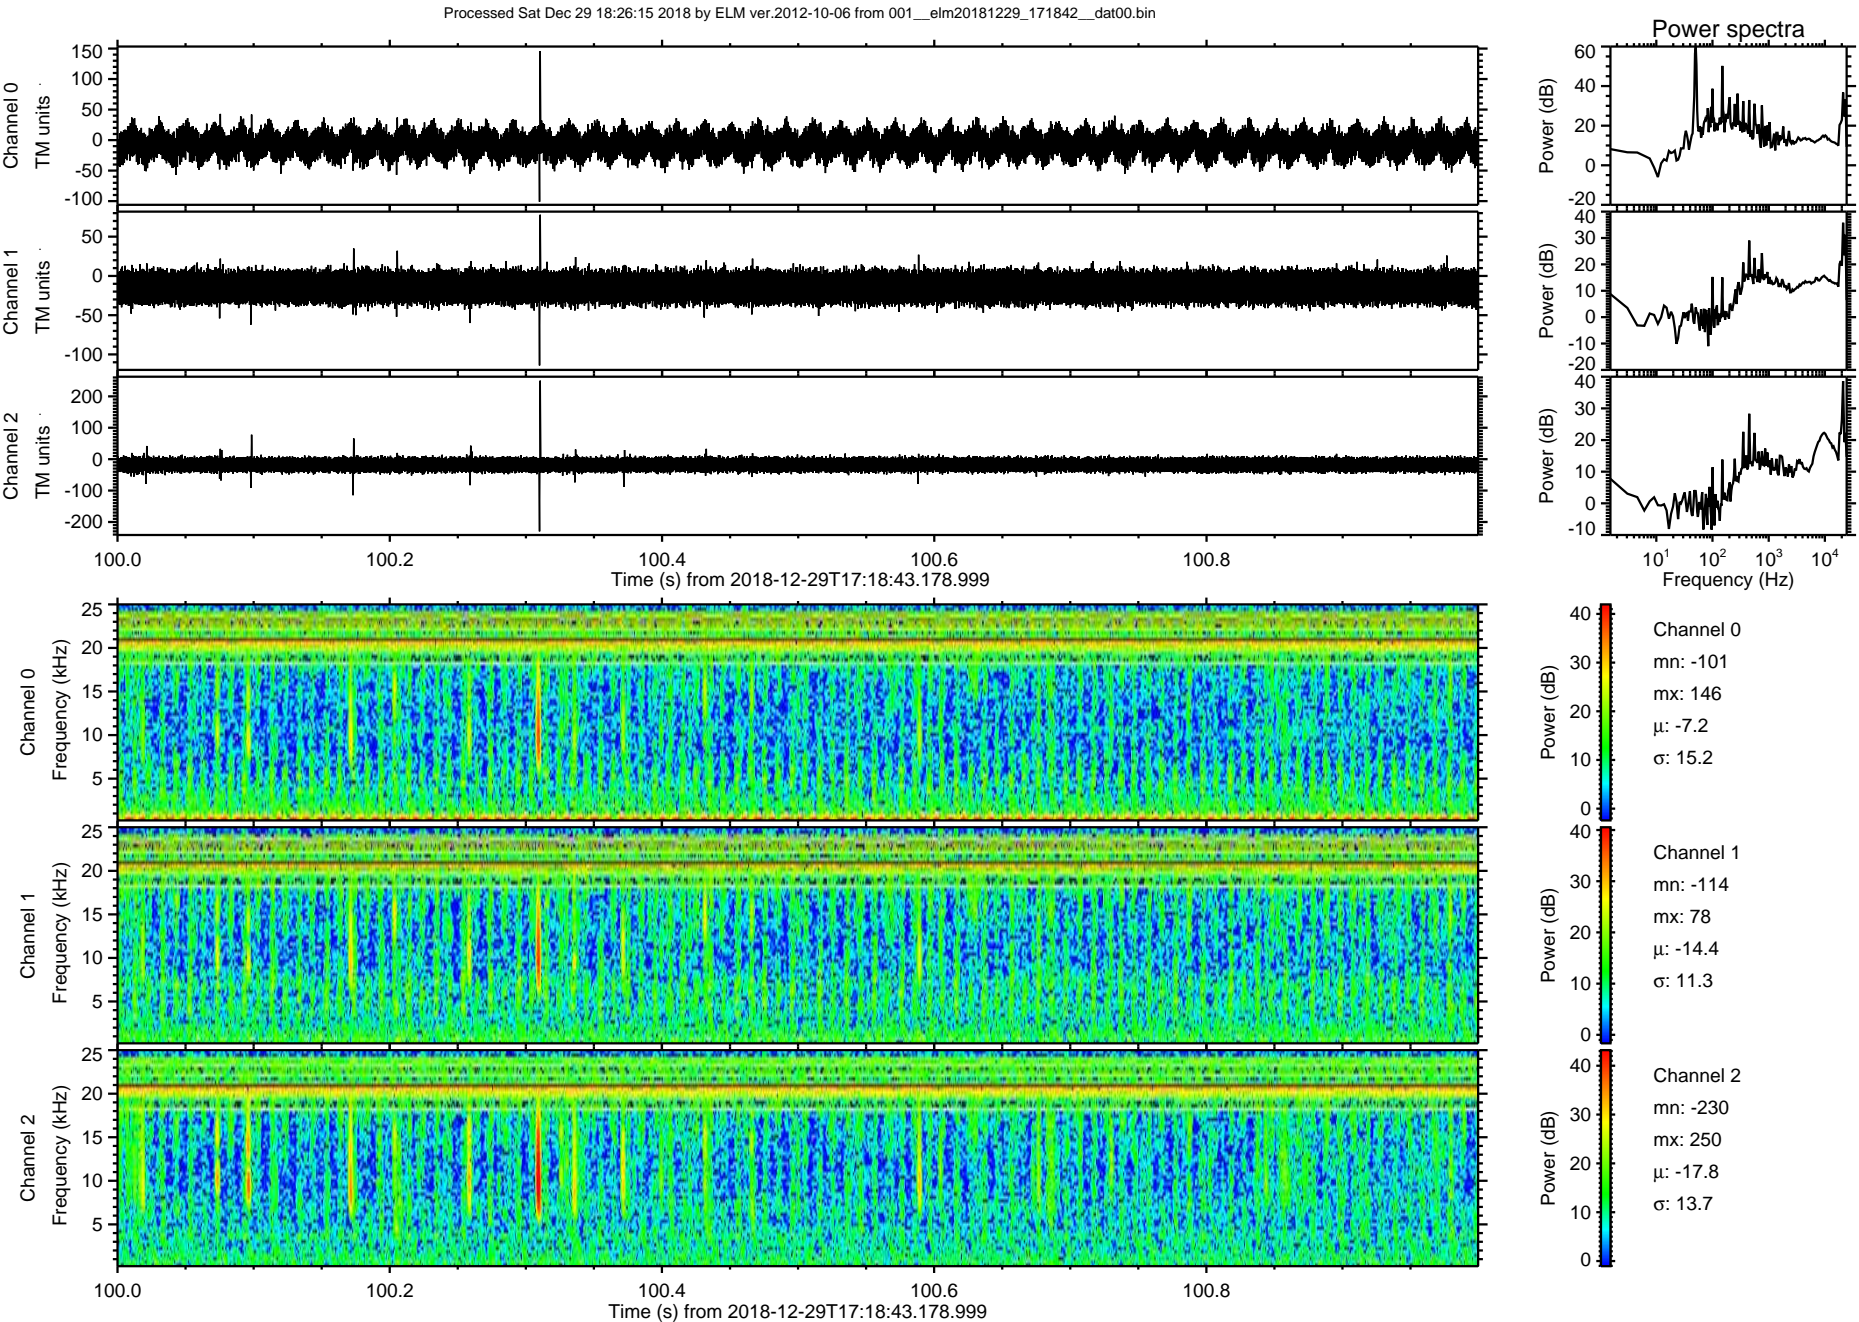 Processed Sat Dec 29 18:26:15 2018 by ELM ver.2012-10-06 from 001__elm20181229_171842__dat00.bin
Power spectra
Channel 0
TM units
150
100
50
0
-50
-100
Power (dB)
60
40
20
0
-20
Channel 1
TM units
50
0
-50
-100
Power (dB)
40
30
20
10
0
-10
-20
Channel 2
TM units
200
100
0
-100
-200
Power (dB)
40
30
20
10
0
-10
100.0 100.2 100.4 100.6 100.8
Time (s) from 2018-12-29T17:18:43.178.999
10^1 10^2 10^3 10^4
Frequency (Hz)
Channel 0
Frequency (kHz)
25
20
15
10
5
Power (dB)
40
30
20
10
0
Channel 0
mn: -101
mx: 146
µ: -7.2
σ: 15.2
Channel 1
Frequency (kHz)
25
20
15
10
5
Power (dB)
40
30
20
10
0
Channel 1
mn: -114
mx: 78
µ: -14.4
σ: 11.3
Channel 2
Frequency (kHz)
25
20
15
10
5
Power (dB)
40
30
20
10
0
Channel 2
mn: -230
mx: 250
µ: -17.8
σ: 13.7
100.0 100.2 100.4 100.6 100.8
Time (s) from 2018-12-29T17:18:43.178.999